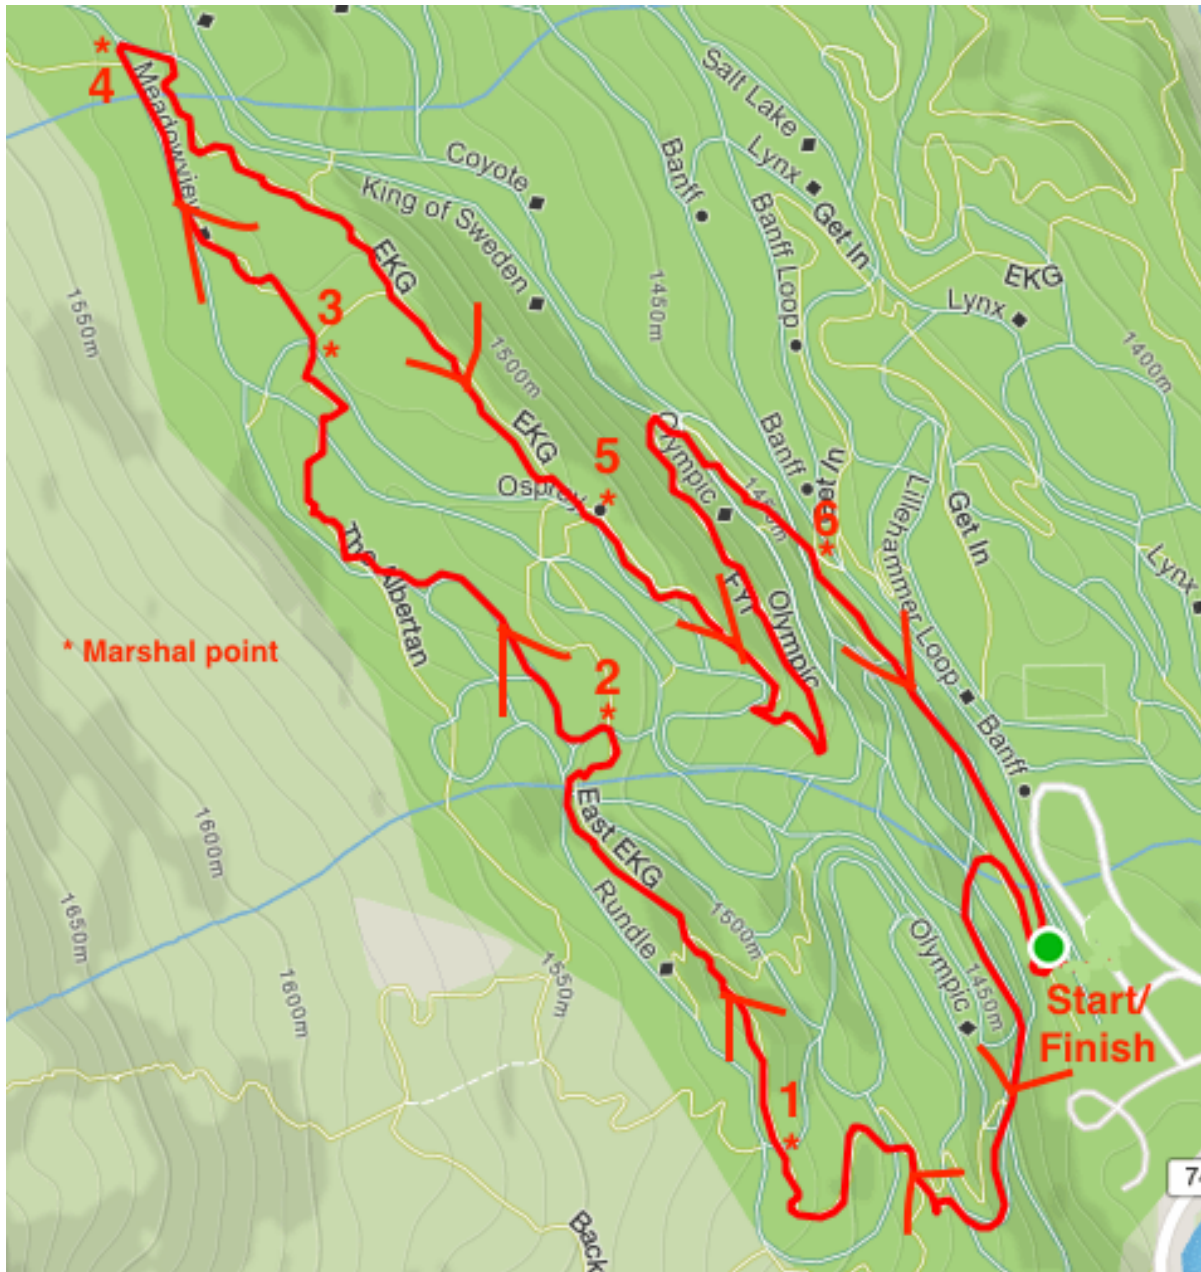 4
Meadowview
Salt Lake
Banff
Lynx
Coyote
King of Sweden
Banff Loop
Get In
EKG
1450m
EKG
Lynx
1550m
3
1500m
1400m
EKG
Olympic
Banff
5
Osprey
1450m
Get In
6
Lillehammer Loop
Get In
Lynx
The Albertan
FYI
Olympic
* Marshal point
2
Banff
East EKG
1600m
Rundle
1650m
1500m
Olympic
1550m
1450m
1600m
Start/
Finish
1
Back